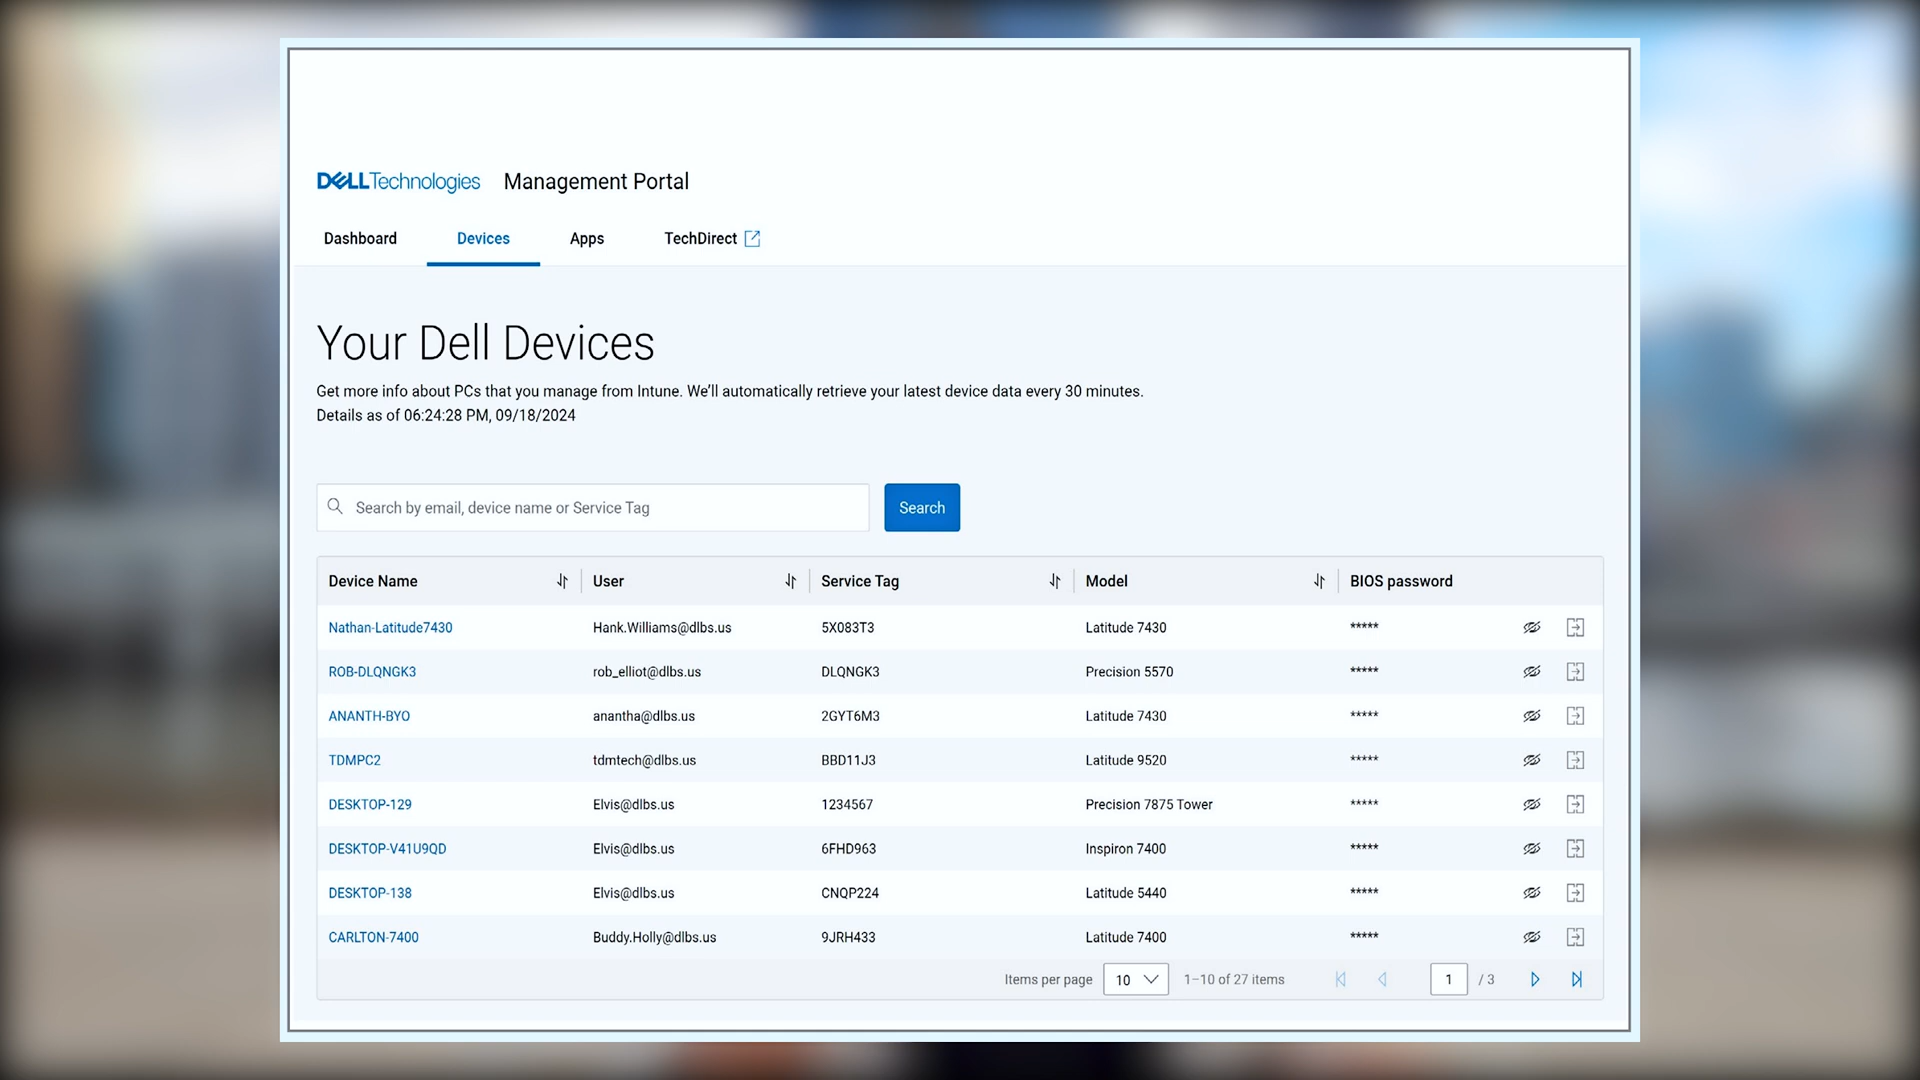 DELLTechnologies Management Portal
Dashboard Devices Apps TechDirect
Your Dell Devices
Get more info about PCs that you manage from Intune. We'll automatically retrieve your latest device data every 30 minutes.
Details as of 06:24:28 PM, 09/18/2024
Search by email, device name or Service Tag Search
Device Name User Service Tag Model BIOS password
Nathan-Latitude7430 Hank.Williams@dlbs.us 5X083T3 Latitude 7430 *****
ROB-DLQNGK3 rob_elliot@dlbs.us DLQNGK3 Precision 5570 *****
ANANTH-BYO anantha@dlbs.us 2GYT6M3 Latitude 7430 *****
TDMPC2 tdmtech@dlbs.us BBD11J3 Latitude 9520 *****
DESKTOP-129 Elvis@dlbs.us 1234567 Precision 7875 Tower *****
DESKTOP-V41U9QD Elvis@dlbs.us 6FHD963 Inspiron 7400 *****
DESKTOP-138 Elvis@dlbs.us CNQP224 Latitude 5440 *****
CARLTON-7400 Buddy.Holly@dlbs.us 9JRH433 Latitude 7400 *****
Items per page 10 1–10 of 27 items 1 / 3